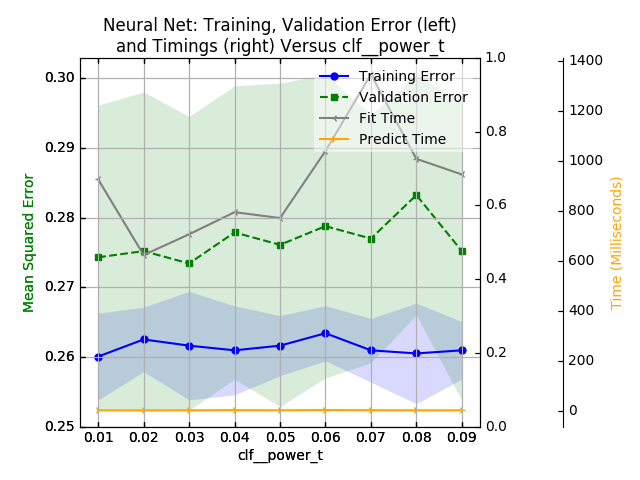 Neural Net: Training, Validation Error (left)
and Timings (right) Versus clf__power_t
Training Error
Validation Error
Fit Time
Predict Time
Mean Squared Error
0.30
0.29
0.28
0.27
0.26
0.25
0.01 0.02 0.03 0.04 0.05 0.06 0.07 0.08 0.09
clf__power_t
1.0
0.8
0.6
0.4
0.2
0.0
1400
1200
1000
800
600
400
200
0
Time (Milliseconds)